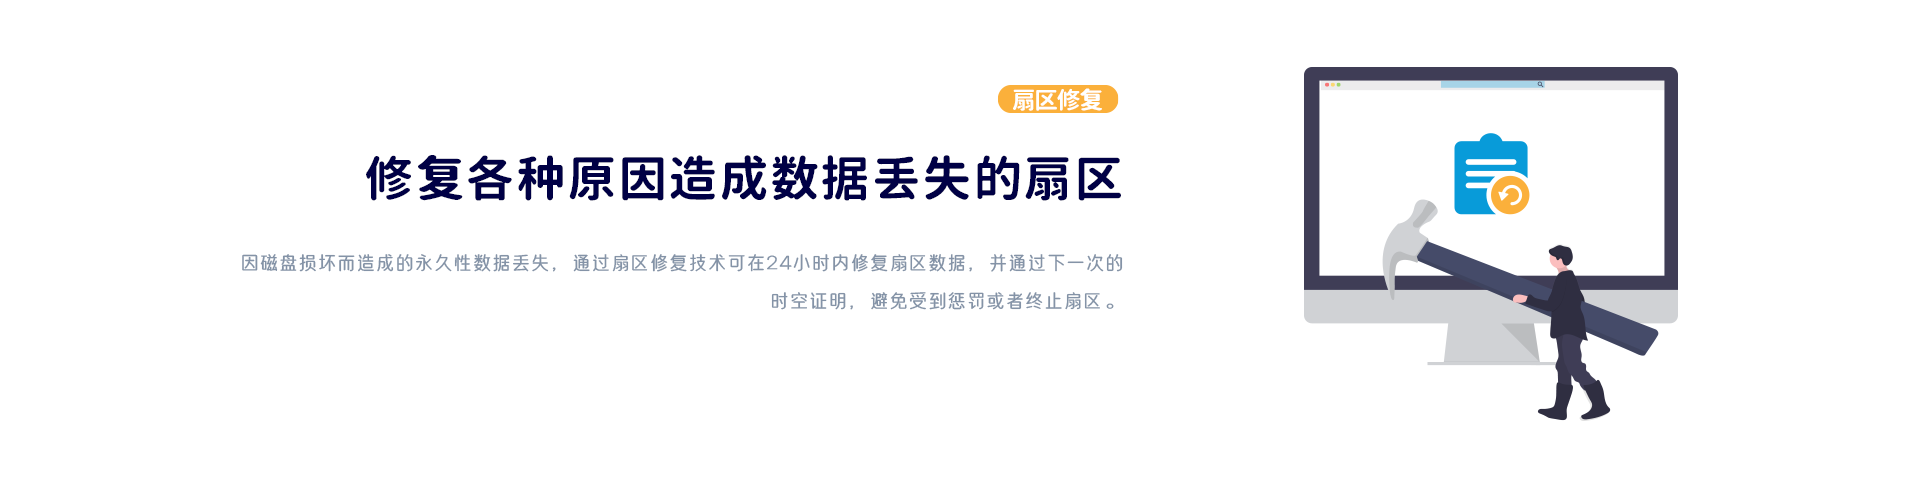 扇区修复
修复各种原因造成数据丢失的扇区
因磁盘损坏而造成的永久性数据丢失，通过扇区修复技术可在24小时内修复扇区数据，并通过下一次的
时空证明，避免受到惩罚或者终止扇区。